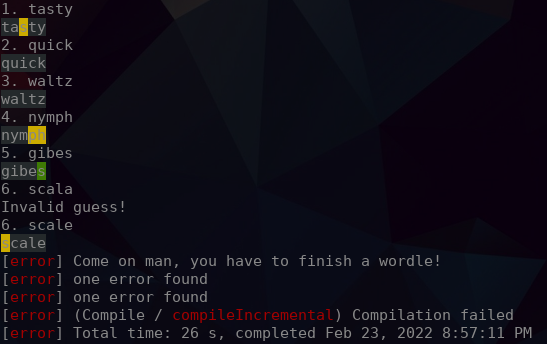 1. tasty
tasty
2. quick
quick
3. waltz
waltz
4. nymph
nymph
5. gibes
gibes
6. scala
Invalid guess!
6. scale
scale
[error] Come on man, you have to finish a wordle!
[error] one error found
[error] one error found
[error] (Compile / compileIncremental) Compilation failed
[error] Total time: 26 s, completed Feb 23, 2022 8:57:11 PM